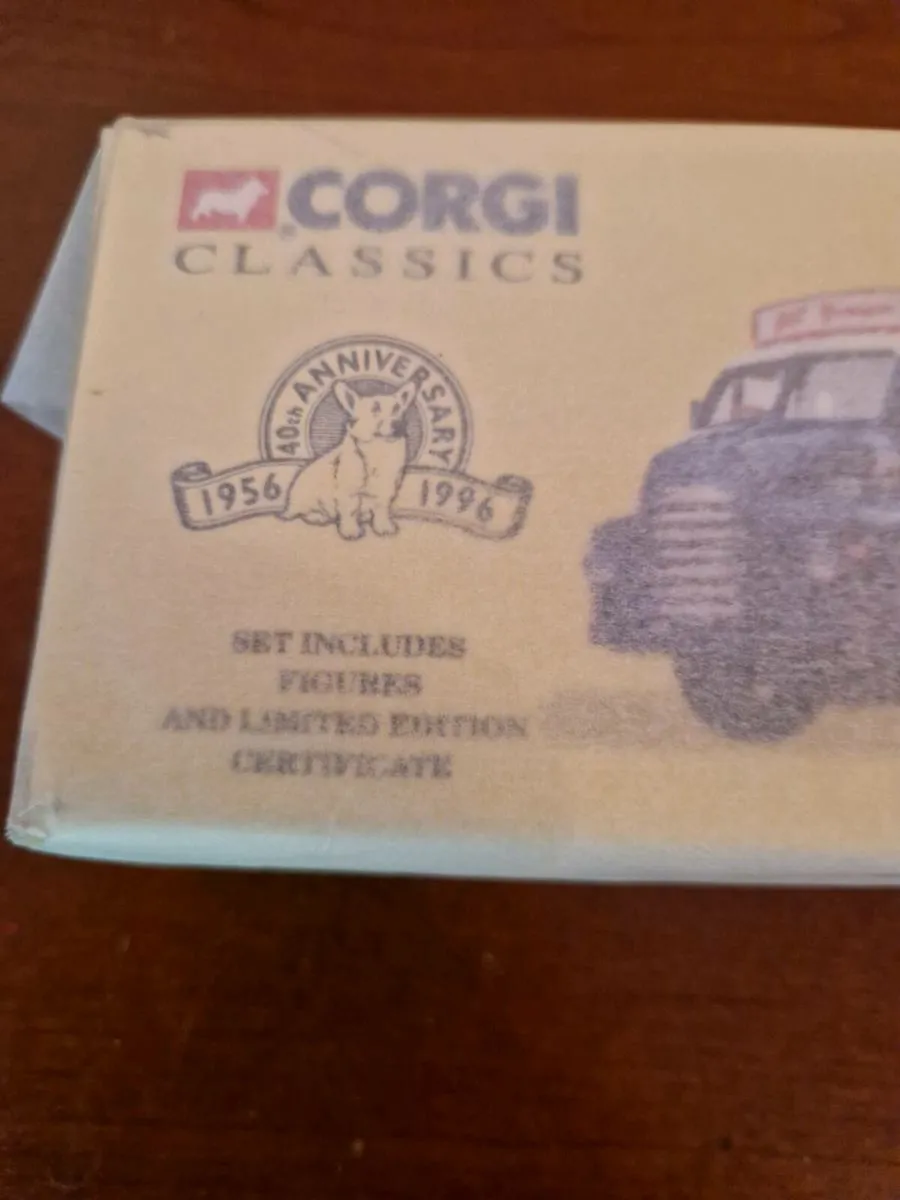 CORGI
CLASSICS
40th ANNIVERSARY
1956 1996
SET INCLUDES
FIGURES
AND LIMITED EDITION
CERTIFICATE